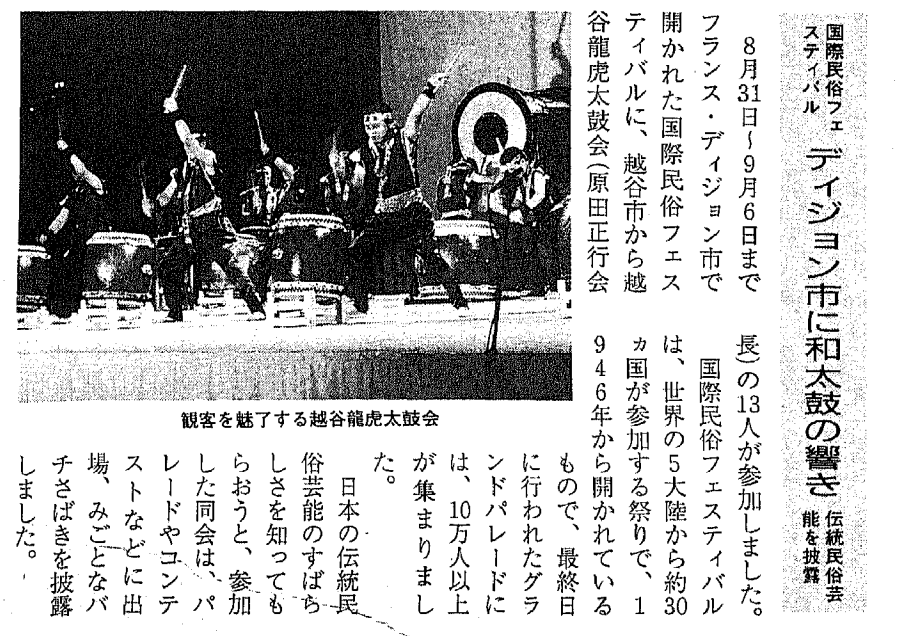 国際民俗フェ
スティバル
ディジョン市に和太鼓の響き
伝統民俗芸
能を披露
8月31日〜9月6日まで
フランス・ディジョン市で
開かれた国際民俗フェス
ティバルに、越谷市から越
谷龍虎太鼓会(原田正行会
長)の13人が参加しました。
国際民俗フェスティバル
は、世界の5大陸から約30
ヵ国が参加する祭りで、1
946年から開かれている
もので、最終日
に行われたグラ
ンドパレードに
は、10万人以上
が集まりまし
た。
日本の伝統民
俗芸能のすばら
しさを知っても
らおうと、参加
した同会は、パ
レードやコンテ
ストなどに出
場、みごとなバ
チさばきを披露
しました。
観客を魅了する越谷龍虎太鼓会